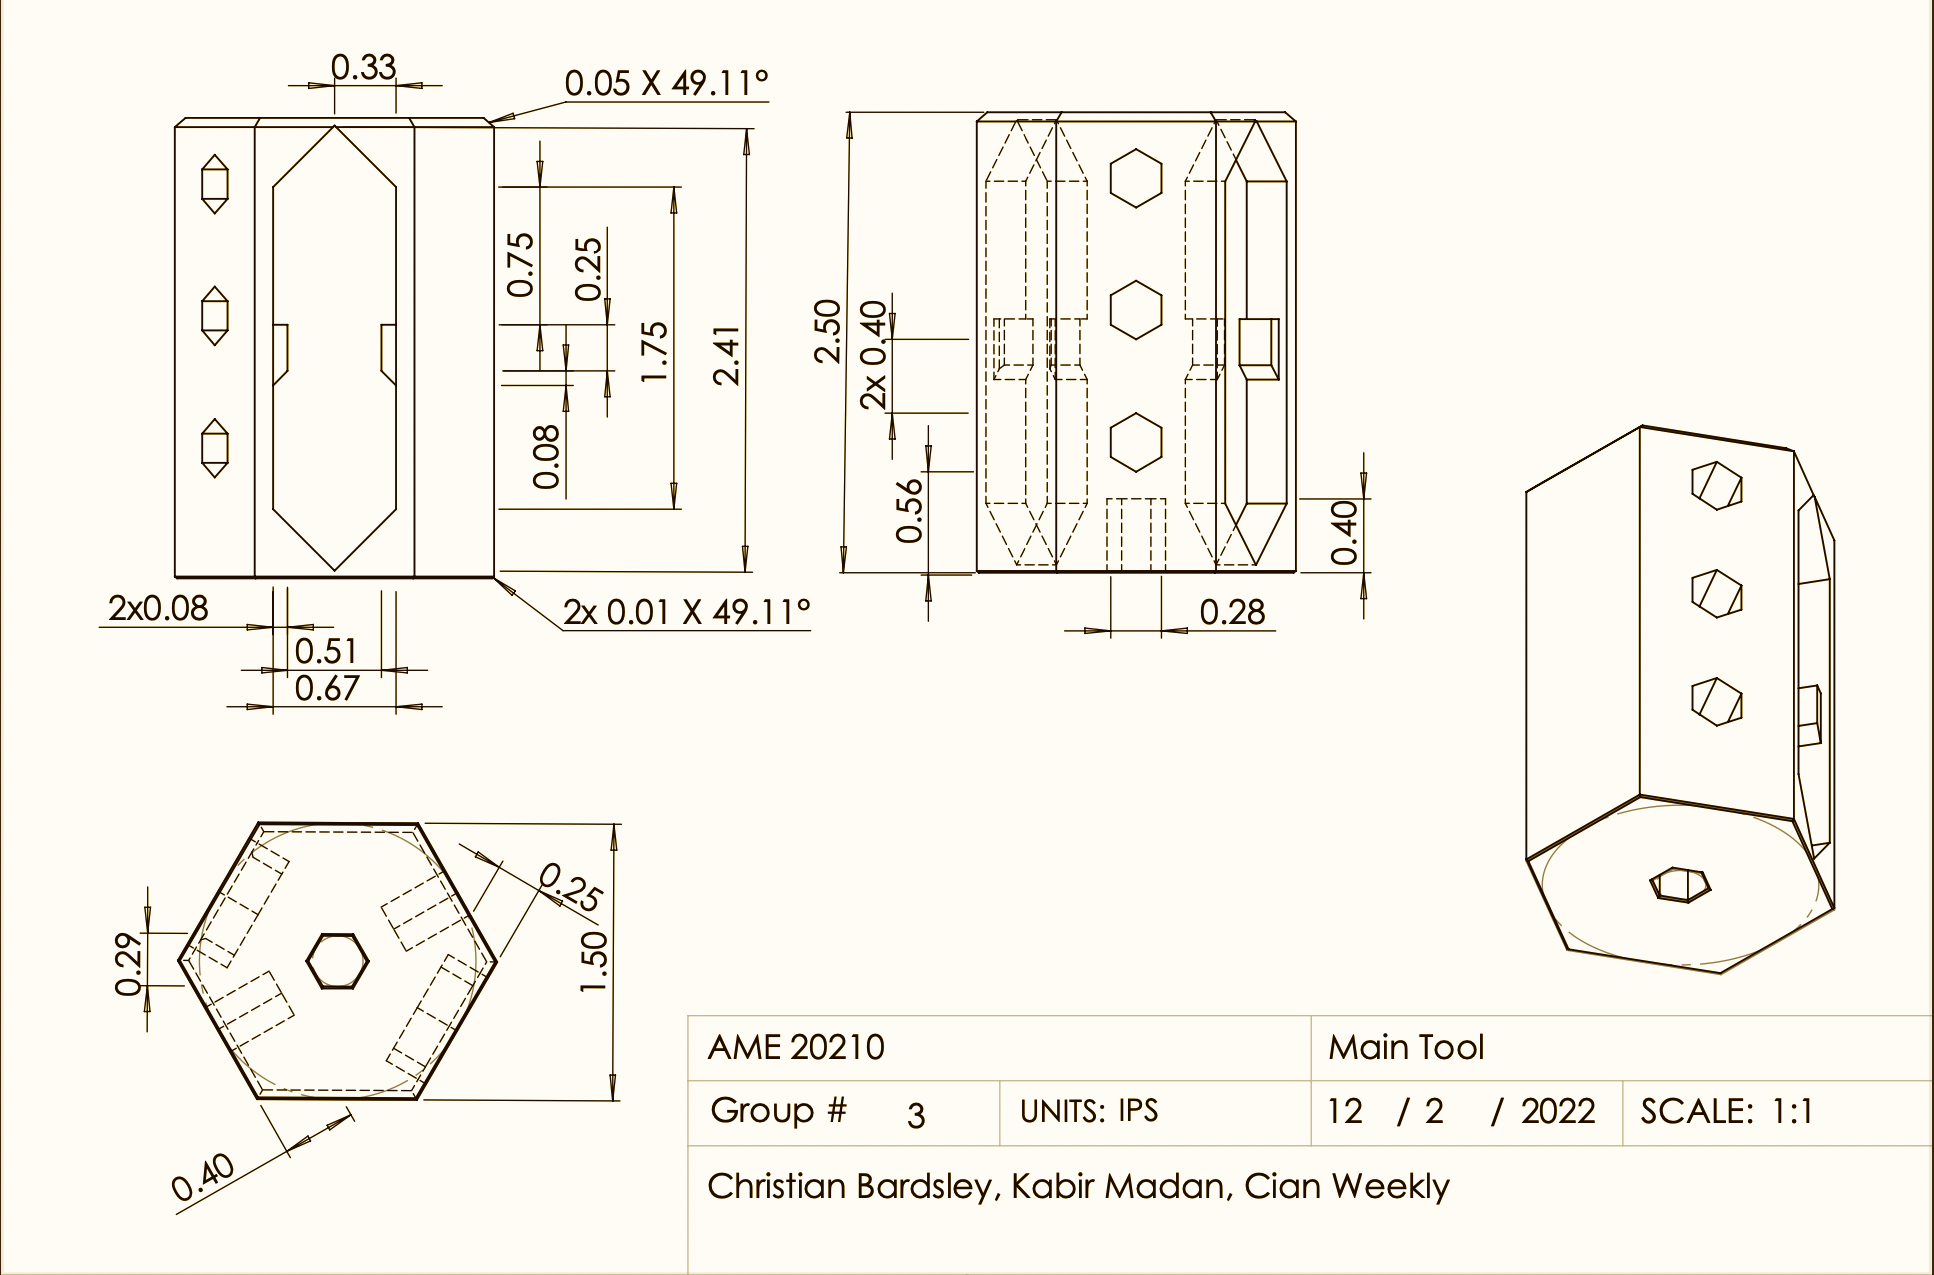 0.33
0.05 X 49.11°
0.75
0.25
1.75
2.41
0.08
2x0.08
0.51
0.67
2x 0.01 X 49.11°
2.50
2x 0.40
0.56
0.40
0.28
0.29
0.25
1.50
0.40
AME 20210
Main Tool
Group # 3
UNITS: IPS
12 / 2 / 2022
SCALE: 1:1
Christian Bardsley, Kabir Madan, Cian Weekly